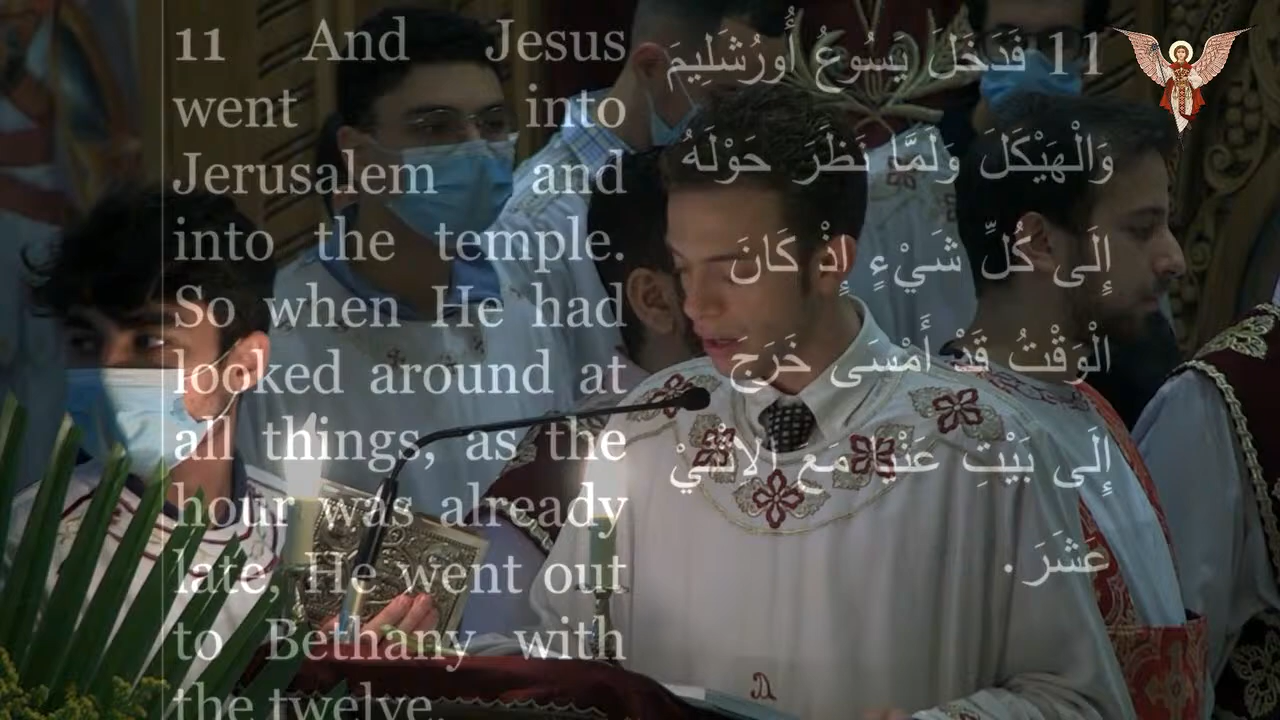 11 And Jesus
went into
Jerusalem and
into the temple.
So when He had
looked around at
all things, as the
hour was already
late, He went out
to Bethany with
the twelve.
11 فَدَخَلَ يَسُوعُ أُورُشَلِيمَ
وَالْهَيْكَلَ وَلَمَّا نَظَرَ حَوْلَهُ
إِلَى كُلِّ شَيْءٍ إِذْ كَانَ
الْوَقْتُ قَدْ أَمْسَى خَرَجَ
إِلَى بَيْتِ عَنْيَا مَعَ الِاثْنَيْ
عَشَرَ.